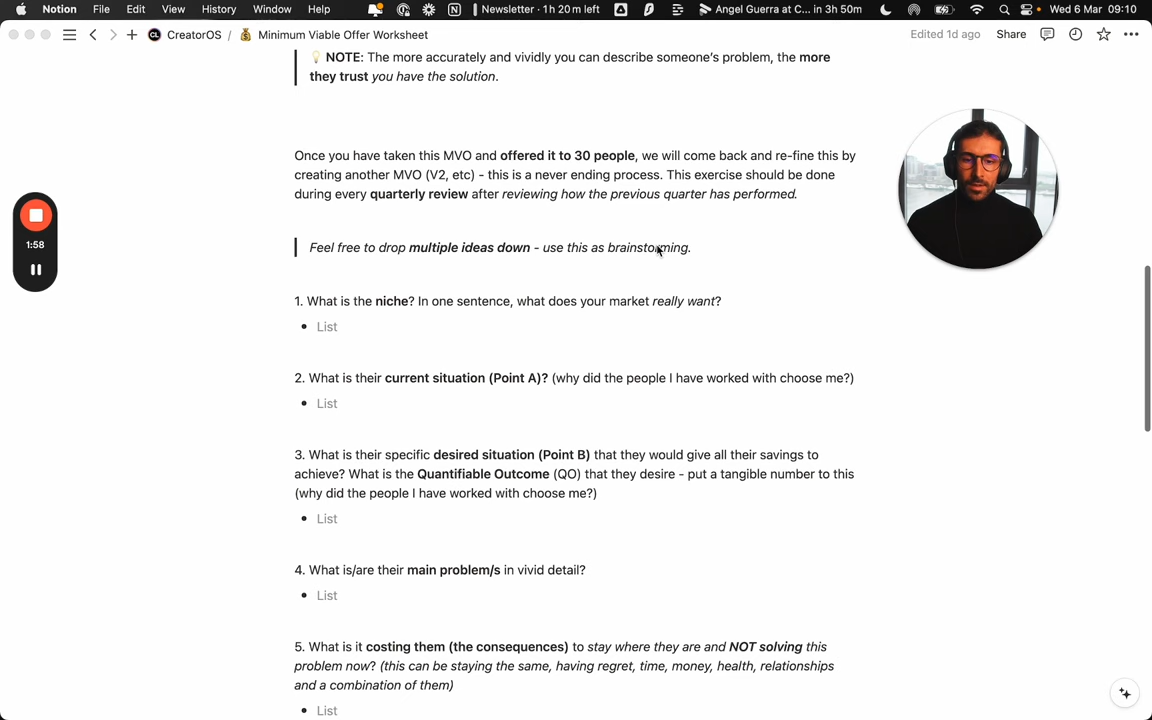 Notion File Edit View History Window Help Newsletter · 1 h 20 m left Angel Guerra at C... in 3h 50m Wed 6 Mar 09:10
CreatorOS / 💰 Minimum Viable Offer Worksheet Edited 1d ago Share
💡 NOTE: The more accurately and vividly you can describe someone's problem, the more
they trust you have the solution.
Once you have taken this MVO and offered it to 30 people, we will come back and re-fine this by
creating another MVO (V2, etc) - this is a never ending process. This exercise should be done
during every quarterly review after reviewing how the previous quarter has performed.
1:58
Feel free to drop multiple ideas down - use this as brainstorming.
1. What is the niche? In one sentence, what does your market really want?
• List
2. What is their current situation (Point A)? (why did the people I have worked with choose me?)
• List
3. What is their specific desired situation (Point B) that they would give all their savings to
achieve? What is the Quantifiable Outcome (QO) that they desire - put a tangible number to this
(why did the people I have worked with choose me?)
• List
4. What is/are their main problem/s in vivid detail?
• List
5. What is it costing them (the consequences) to stay where they are and NOT solving this
problem now? (this can be staying the same, having regret, time, money, health, relationships
and a combination of them)
• List